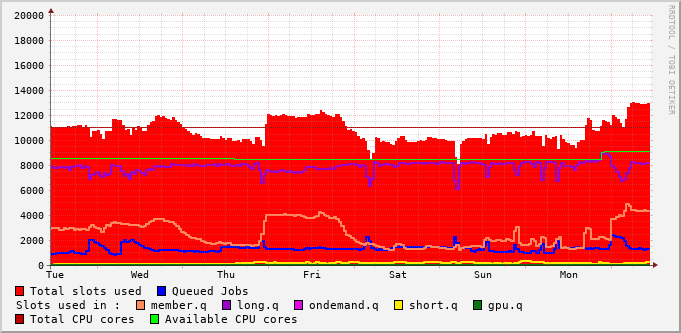 20000
18000
16000
14000
12000
10000
8000
6000
4000
2000
0
Tue Wed Thu Fri Sat Sun Mon
RRDTOOL / TOBI OETIKER
Total slots used Queued Jobs
Slots used in : member.q long.q ondemand.q short.q gpu.q
Total CPU cores Available CPU cores